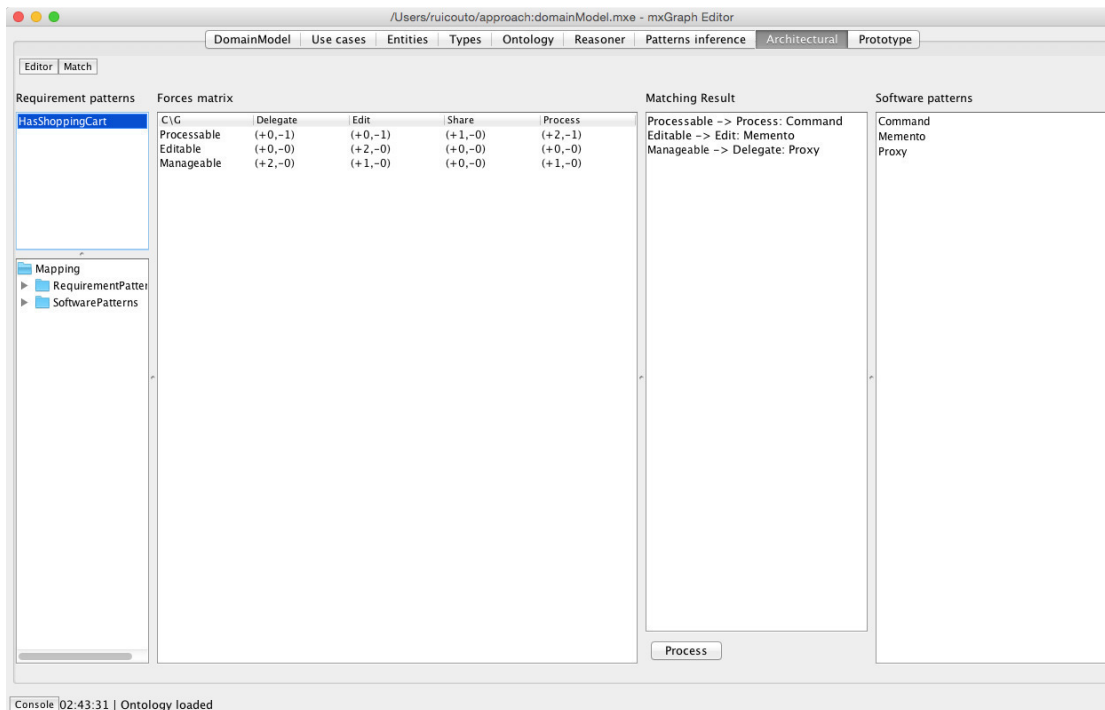 /Users/ruicouto/approach:domainModel.mxe - mxGraph Editor
DomainModel Use cases Entities Types Ontology Reasoner Patterns inference Architectural Prototype
Editor Match
Requirement patterns Forces matrix Matching Result Software patterns
HasShoppingCart
C\G Delegate Edit Share Process
Processable (+0,-1) (+0,-1) (+1,-0) (+2,-1)
Editable (+0,-0) (+2,-0) (+0,-0) (+0,-0)
Manageable (+2,-0) (+1,-0) (+0,-0) (+1,-0)
Processable -> Process: Command
Editable -> Edit: Memento
Manageable -> Delegate: Proxy
Command
Memento
Proxy
Mapping
RequirementPatter
SoftwarePatterns
Process
Console 02:43:31 | Ontology loaded